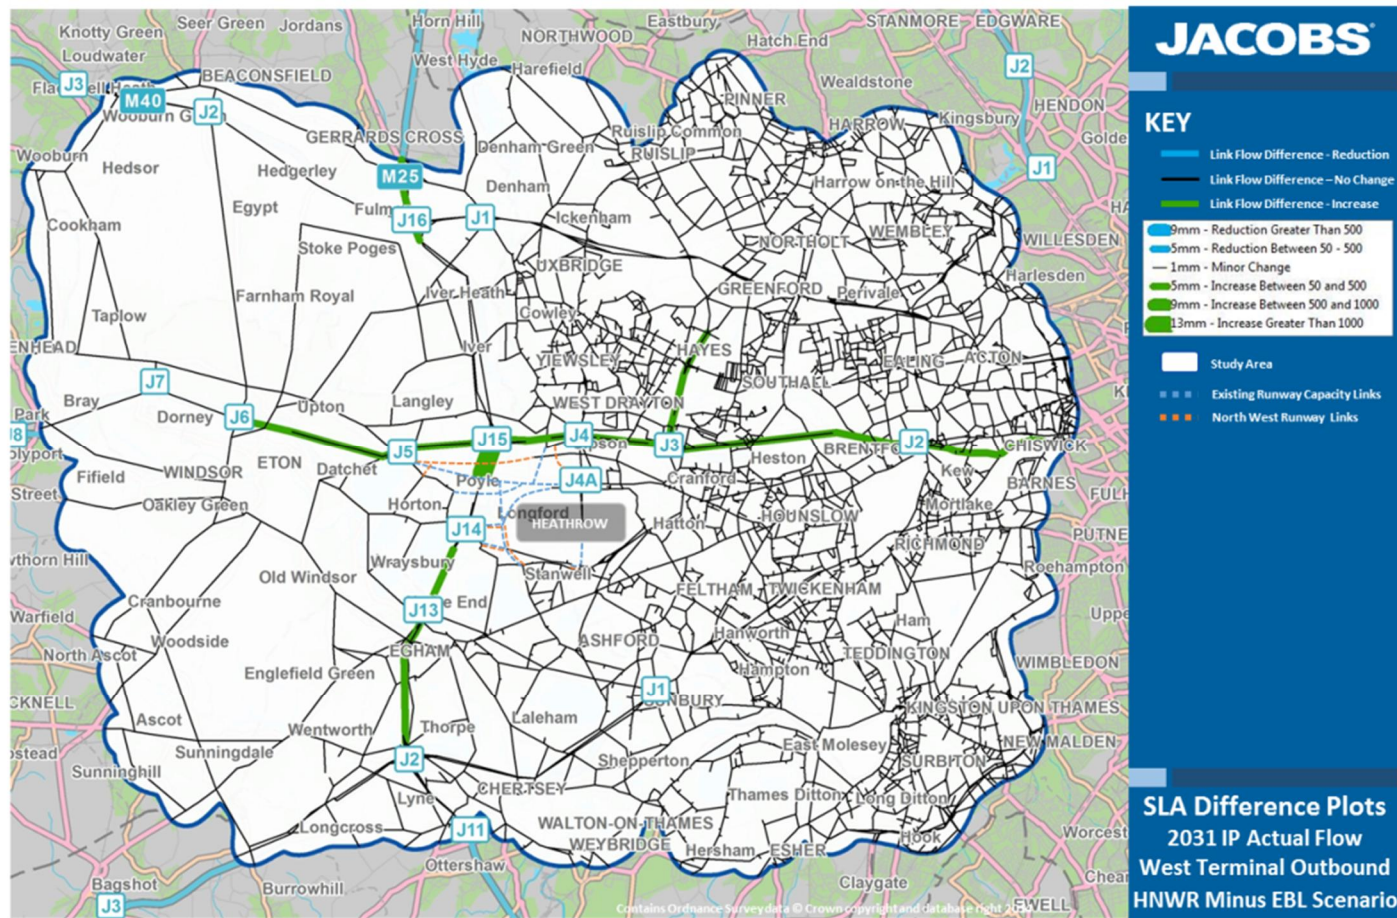 Knotty Green
Seer Green
Jordans
Horn Hill
Eastbury
STANMORE
EDGWARE
Loudwater
NORTHWOOD
Hatch End
West Hyde
Harefield
J2
J3
BEACONSFIELD
Wealdstone
M40
J2
PINNER
HENDON
GERRARDS CROSS
Ruislip Common
HARROW
Kingsbury
Wooburn
Denham Green
RUISLIP
Hedsor
Hedgerley
M25
Denham
Harrow on the Hill
J1
Egypt
J16
J1
Ickenham
Cookham
Stoke Poges
NORTHOLT
WEMBLEY
WILLESDEN
UXBRIDGE
Harlesden
Farnham Royal
Iver Heath
GREENFORD
Perivale
Taplow
Cowley
Iver
YIEWSLEY
HAYES
EALING
ACTON
J7
SOUTHALL
Bray
Dorney
J6
Upton
Langley
WEST DRAYTON
Park
J8
J5
J15
J4
J3
J2
CHISWICK
ETON
Heston
Fifield
WINDSOR
Datchet
Poyle
J4A
Cranford
Kew
BARNES
Oakley Green
Horton
Longford
HEATHROW
Hatton
HOUNSLOW
Mortlake
J14
RICHMOND
Wraysbury
Stanwell
Roehampton
Old Windsor
FELTHAM
TWICKENHAM
Cranbourne
J13
Ham
Warfield
Woodside
EGHAM
ASHFORD
Hanworth
TEDDINGTON
North Ascot
Englefield Green
Hampton
WIMBLEDON
J1
KINGSTON UPON THAMES
Ascot
Wentworth
Thorpe
Laleham
NEW MALDEN
Sunningdale
J2
Shepperton
East Molesey
SURBITON
Sunninghill
Lyne
CHERTSEY
Thames Ditton
Long Ditton
Longcross
J11
WALTON-ON-THAMES
Hook
WEYBRIDGE
Hersham
ESHER
Ottershaw
Bagshot
Burrowhill
Claygate
J3
EWELL
Contains Ordnance Survey data © Crown copyright and database right
JACOBS
KEY
Link Flow Difference - Reduction
Link Flow Difference – No Change
Link Flow Difference - Increase
9mm - Reduction Greater Than 500
5mm - Reduction Between 50 - 500
1mm - Minor Change
5mm - Increase Between 50 and 500
9mm - Increase Between 500 and 1000
13mm - Increase Greater Than 1000
Study Area
Existing Runway Capacity Links
North West Runway Links
SLA Difference Plots
2031 IP Actual Flow
West Terminal Outbound
HNWR Minus EBL Scenario